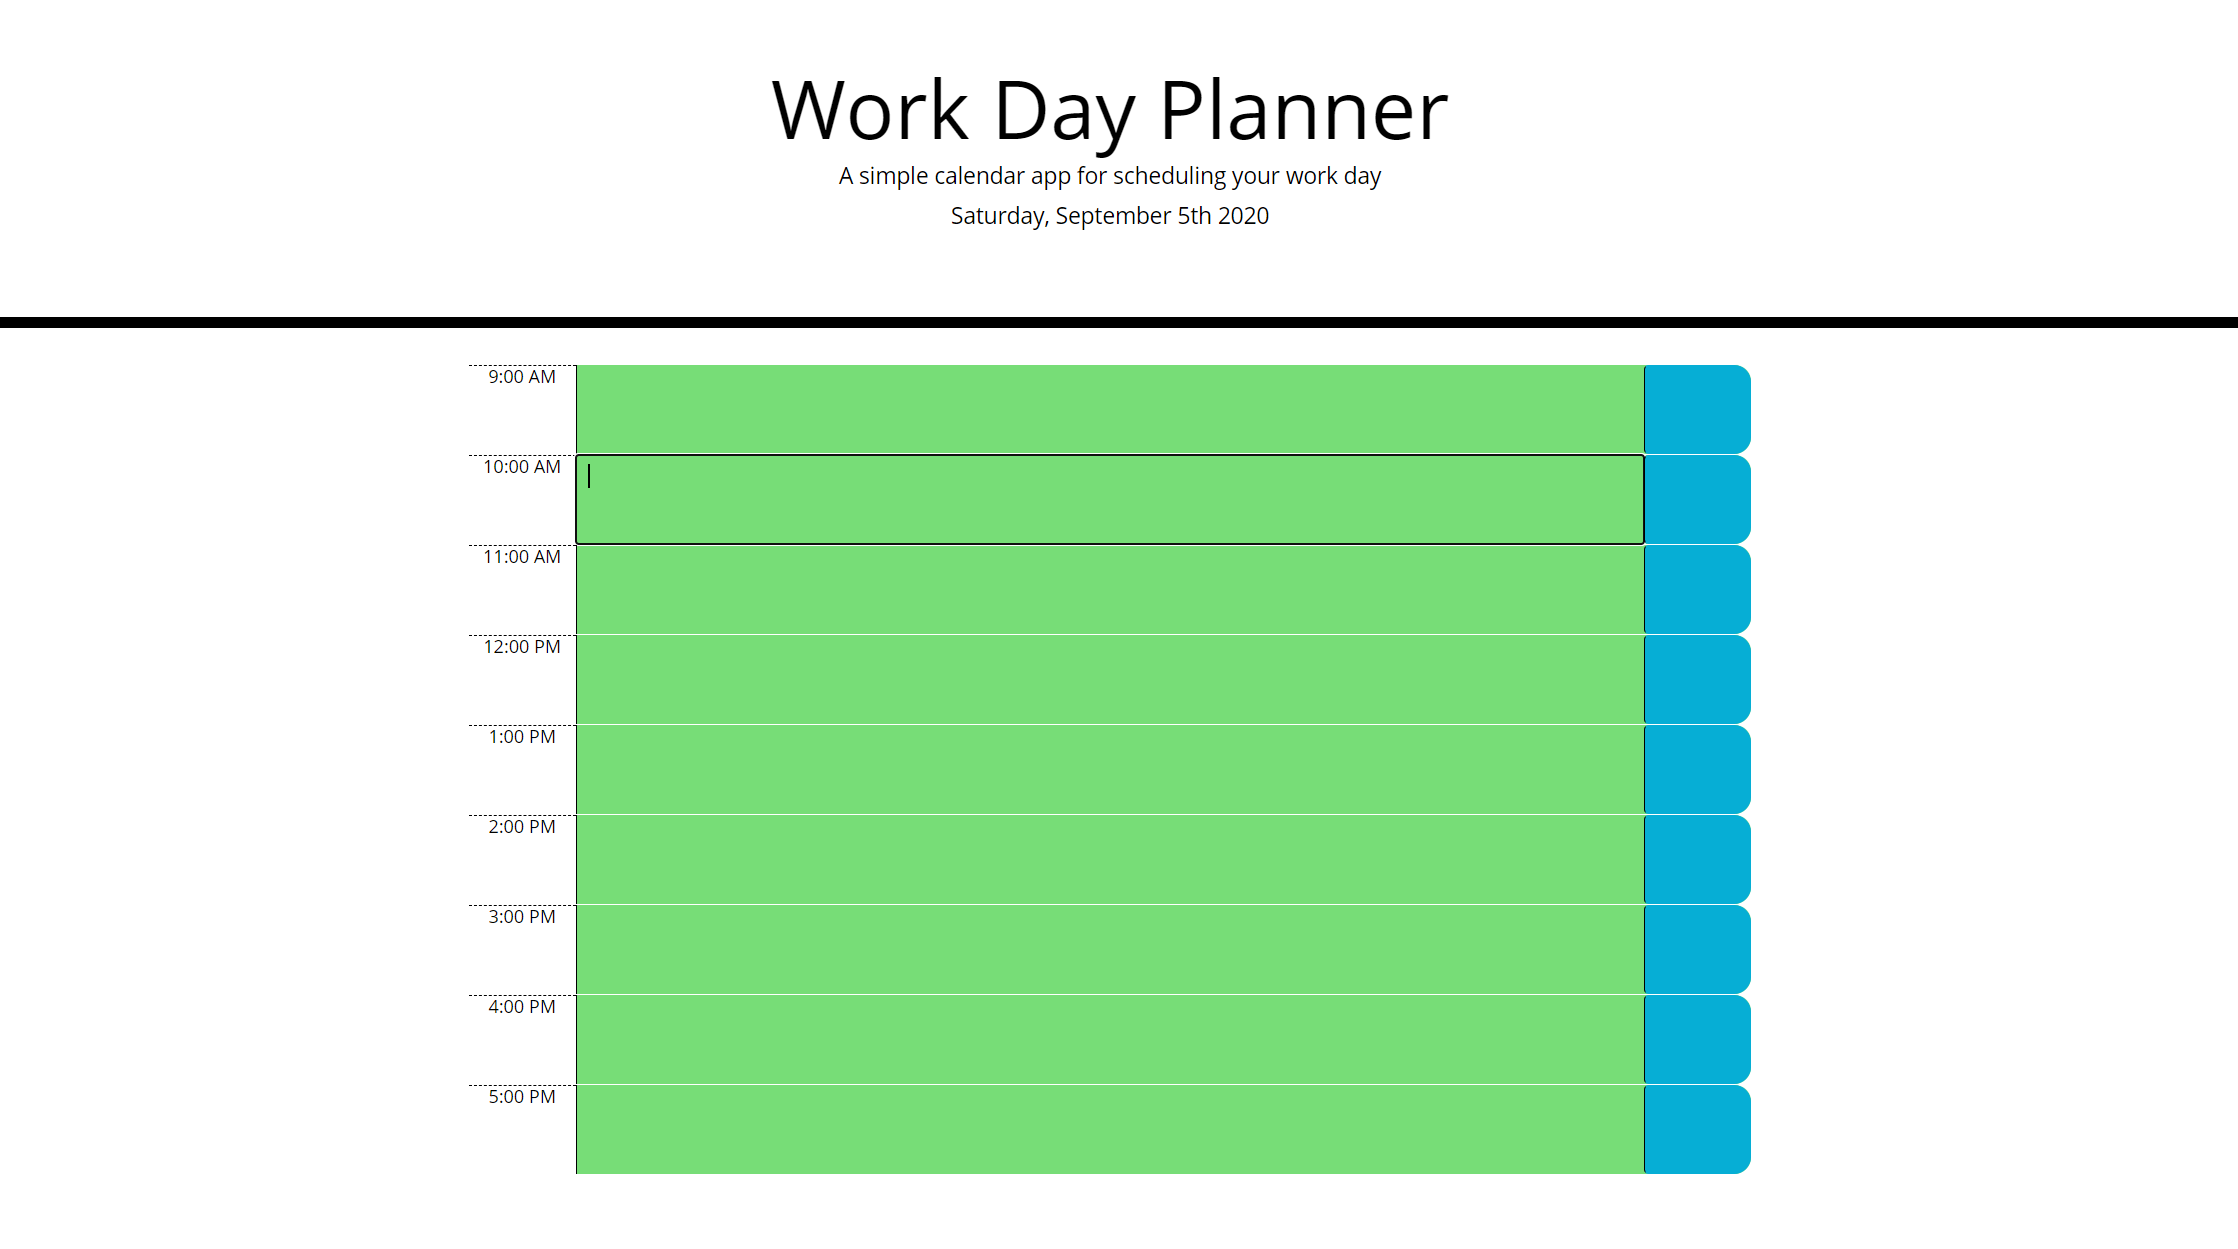 Work Day Planner
A simple calendar app for scheduling your work day
Saturday, September 5th 2020
9:00 AM
10:00 AM
11:00 AM
12:00 PM
1:00 PM
2:00 PM
3:00 PM
4:00 PM
5:00 PM